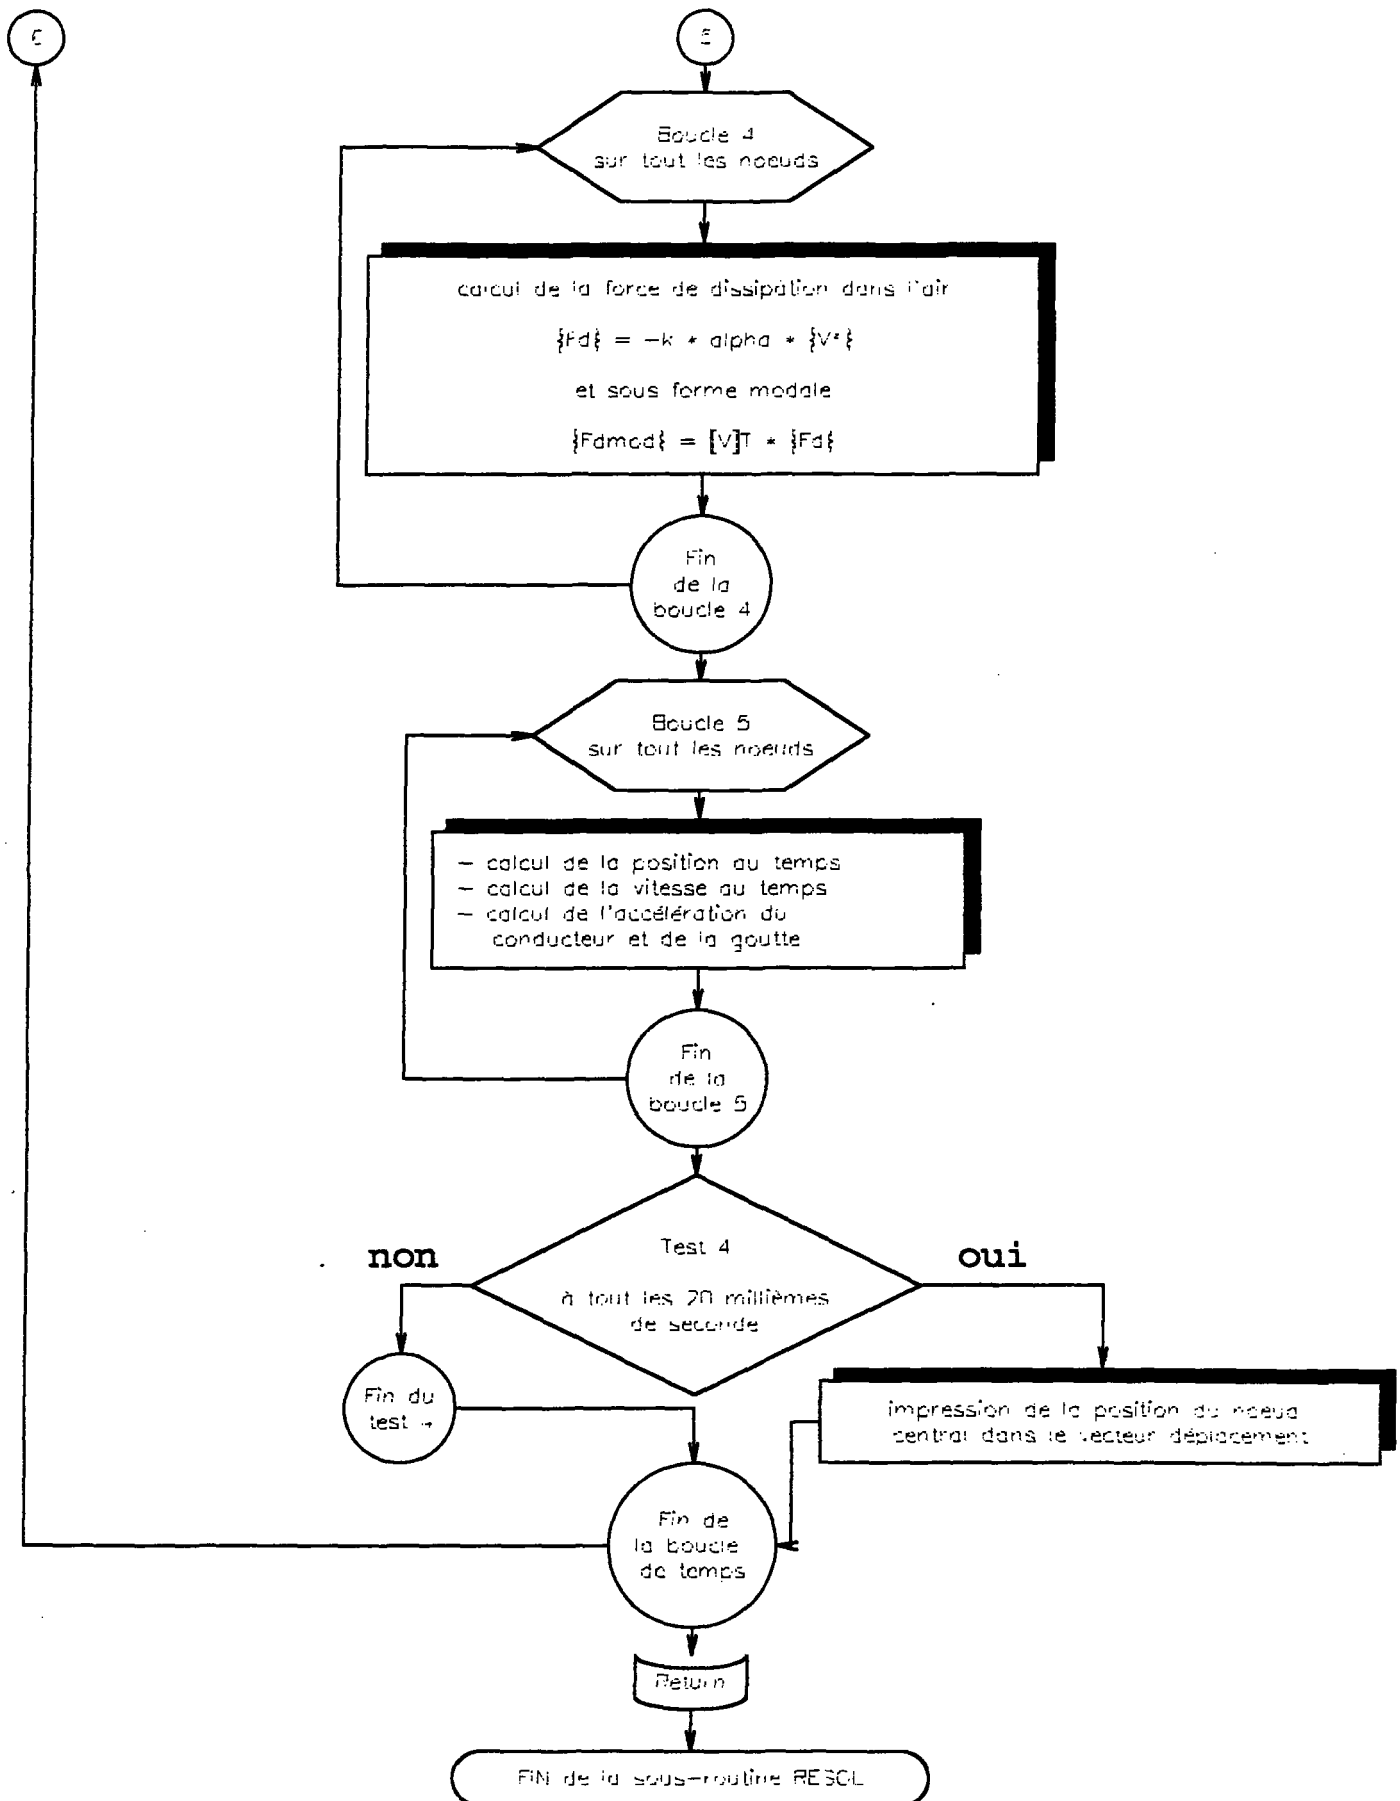 C
Boucle 4
sur tout les noeuds
calcul de la force de dissipation dans l'air
{Fd} = -k * alpha * {V²}
et sous forme modale
{Fdmod} = [V]T * {Fd}
Fin
de la
boucle 4
Boucle 5
sur tout les noeuds
- calcul de la position au temps
- calcul de la vitesse au temps
- calcul de l'accélération du
conducteur et de la goutte
Fin
de la
boucle 5
Test 4
à tout les 20 millièmes
de seconde
non
oui
Fin du
test 4
impression de la position du noeud
central dans le vecteur déplacement
Fin de
la boucle
de temps
Return
FIN de la sous-routine RESOL